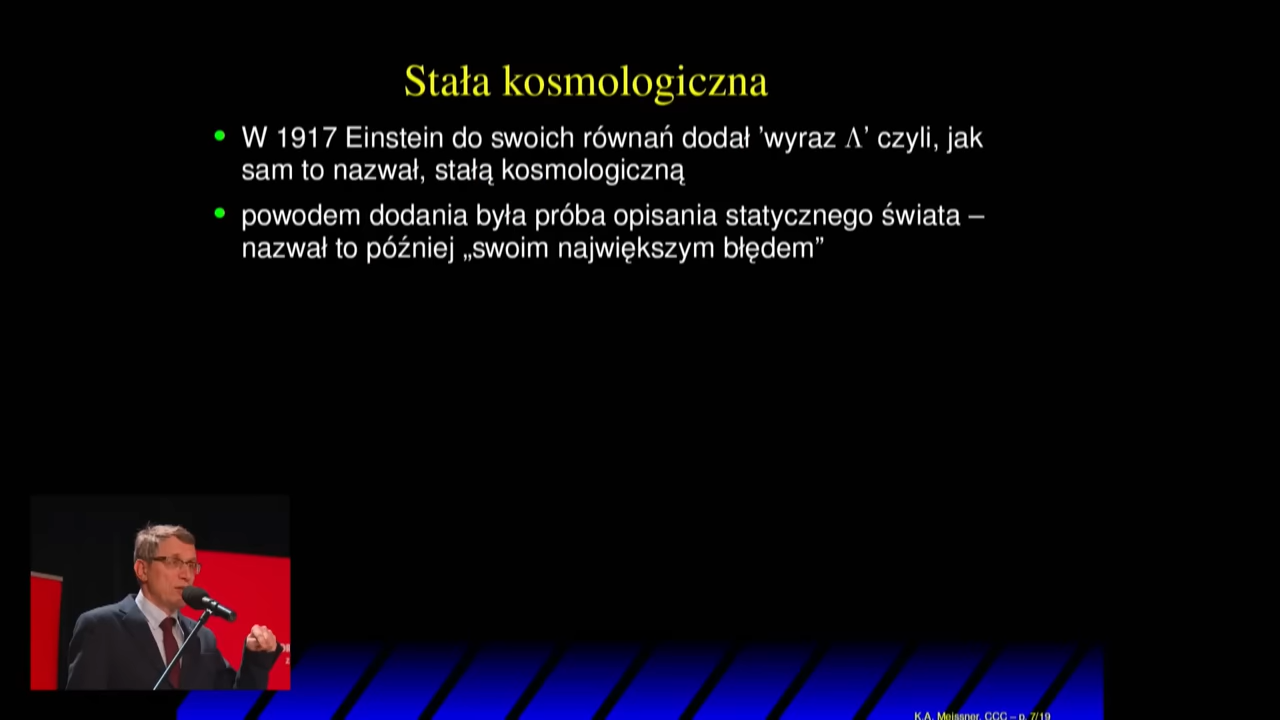 Stała kosmologiczna
W 1917 Einstein do swoich równań dodał ’wyraz Λ’ czyli, jak
sam to nazwał, stałą kosmologiczną
powodem dodania była próba opisania statycznego świata –
nazwał to później „swoim największym błędem”
K.A. Meissner, CCC – p. 7/19